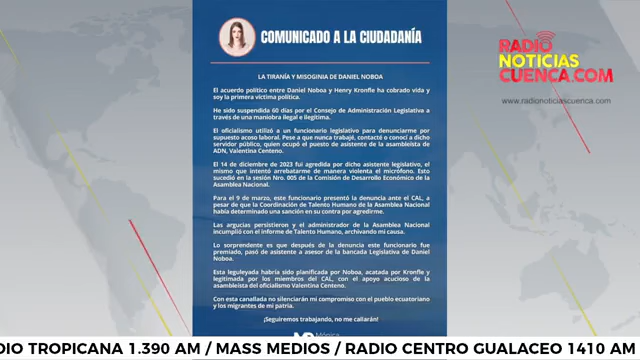 COMUNICADO A LA CIUDADANÍA
RADIO
NOTICIAS
CUENCA.COM
www.radionoticiascuenca.com
LA TIRANÍA Y MISOGINIA DE DANIEL NOBOA
El acuerdo político entre Daniel Noboa y Henry Kronfle ha cobrado vida y
soy la primera víctima política.
He sido suspendida 60 días por el Consejo de Administración Legislativa a
través de una maniobra ilegal e ilegítima.
El oficialismo utilizó a un funcionario legislativo para denunciarme por
supuesto acoso laboral. Pese a que nunca trabajé, contacté o conocí a dicho
servidor público, quien ocupó el puesto de asistente de la asambleísta de
ADN, Valentina Centeno.
El 14 de diciembre de 2023 fui agredida por dicho asistente legislativo, el
mismo que intentó arrebatarme de manera violenta el micrófono. Esto
sucedió en la sesión Nro. 005 de la Comisión de Desarrollo Económico de la
Asamblea Nacional.
Para el 9 de marzo, este funcionario presentó la denuncia ante el CAL, a
pesar de que la Coordinación de Talento Humano de la Asamblea Nacional
había determinado una sanción en su contra por agredirme.
Las argucias persistieron y el administrador de la Asamblea Nacional
incumplió con el informe de Talento Humano, archivando mi causa.
Lo sorprendente es que después de la denuncia este funcionario fue
premiado, pasó de asistente a asesor de la bancada Legislativa de Daniel
Noboa.
Esta leguleyada habría sido planificada por Noboa, acatada por Kronfle y
legitimada por los miembros del CAL, con el apoyo acucioso de la
asambleísta del oficialismo Valentina Centeno.
Con esta canallada no silenciarán mi compromiso con el pueblo ecuatoriano
y los migrantes de mi patria.
¡Seguiremos trabajando, no me callarán!
Mónica
DIO TROPICANA 1.390 AM / MASS MEDIOS / RADIO CENTRO GUALACEO 1410 AM